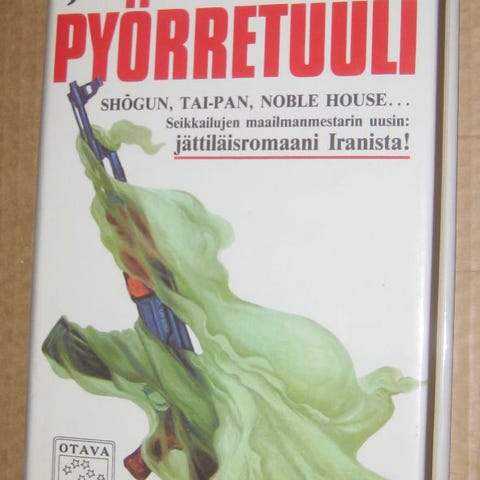 PYÖRRETUULI
SHŌGUN, TAI-PAN, NOBLE HOUSE...
Seikkailujen maailmanmestarin uusin:
jättiläisromaani Iranista!
OTAVA